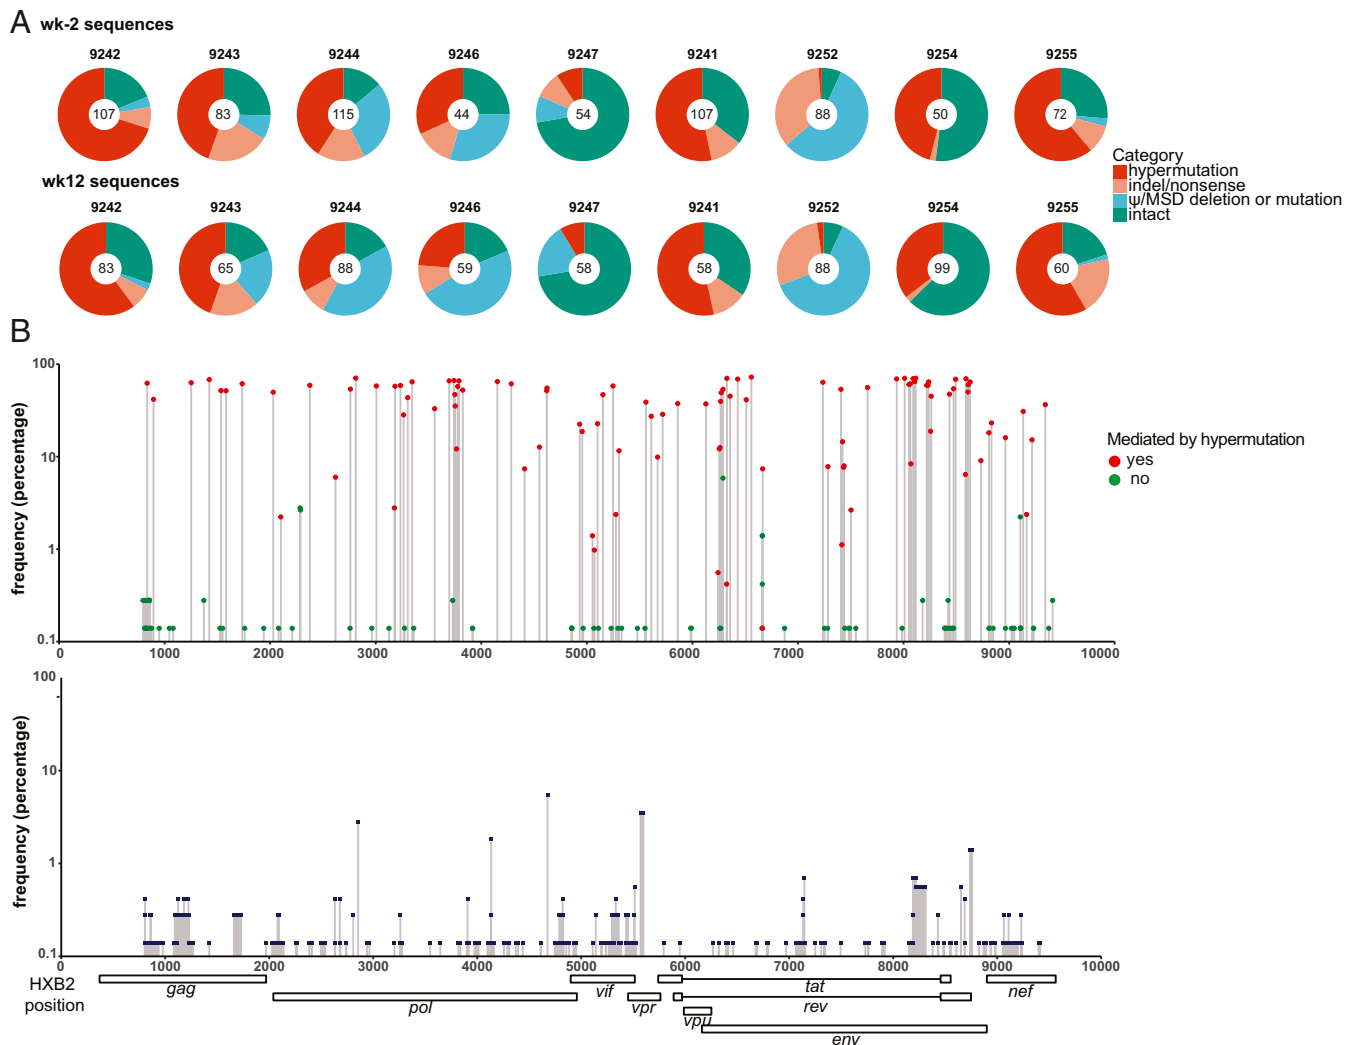 A wk-2 sequences
9242 9243 9244 9246 9247 9241 9252 9254 9255
107 83 115 44 54 107 88 50 72
Category
hypermutation
indel/nonsense
ψ/MSD deletion or mutation
intact
wk12 sequences
9242 9243 9244 9246 9247 9241 9252 9254 9255
83 65 88 59 58 58 88 99 60
B
frequency (percentage)
100
10
1
0.1
0 1000 2000 3000 4000 5000 6000 7000 8000 9000 10000
Mediated by hypermutation
yes
no
frequency (percentage)
100
10
1
0.1
0 1000 2000 3000 4000 5000 6000 7000 8000 9000 10000
HXB2
position
gag vif tat nef
pol vpr rev
vpu
env